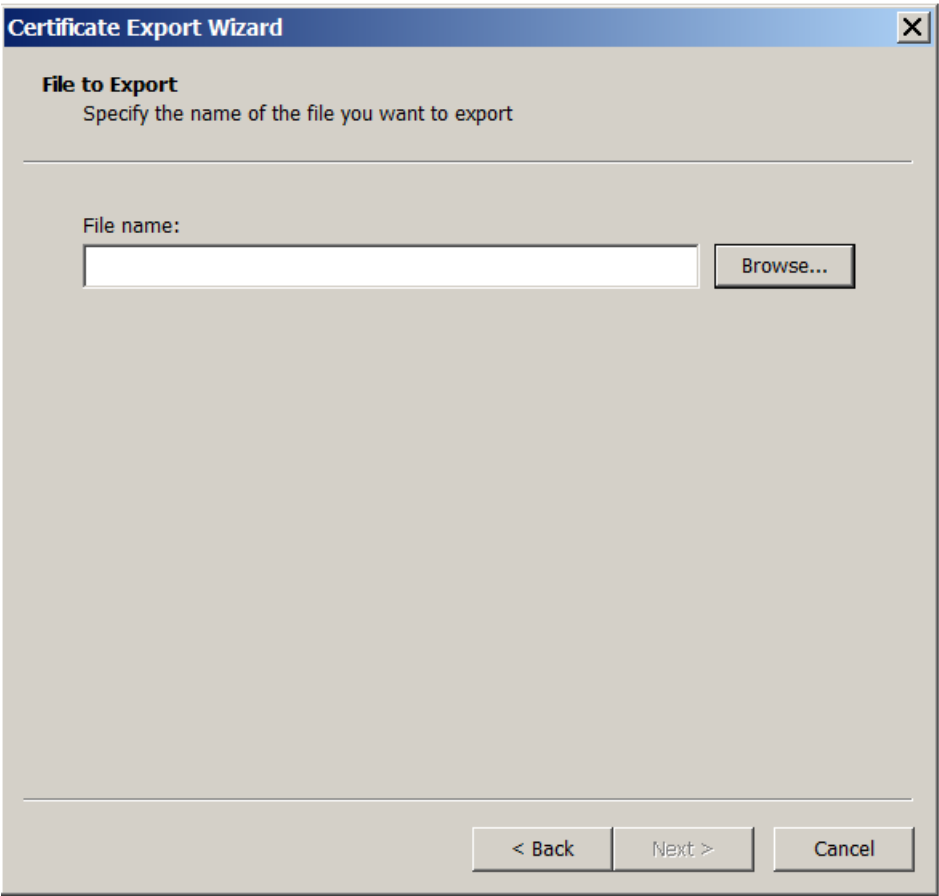 Certificate Export Wizard
File to Export
Specify the name of the file you want to export
File name:
Browse...
< Back Next > Cancel